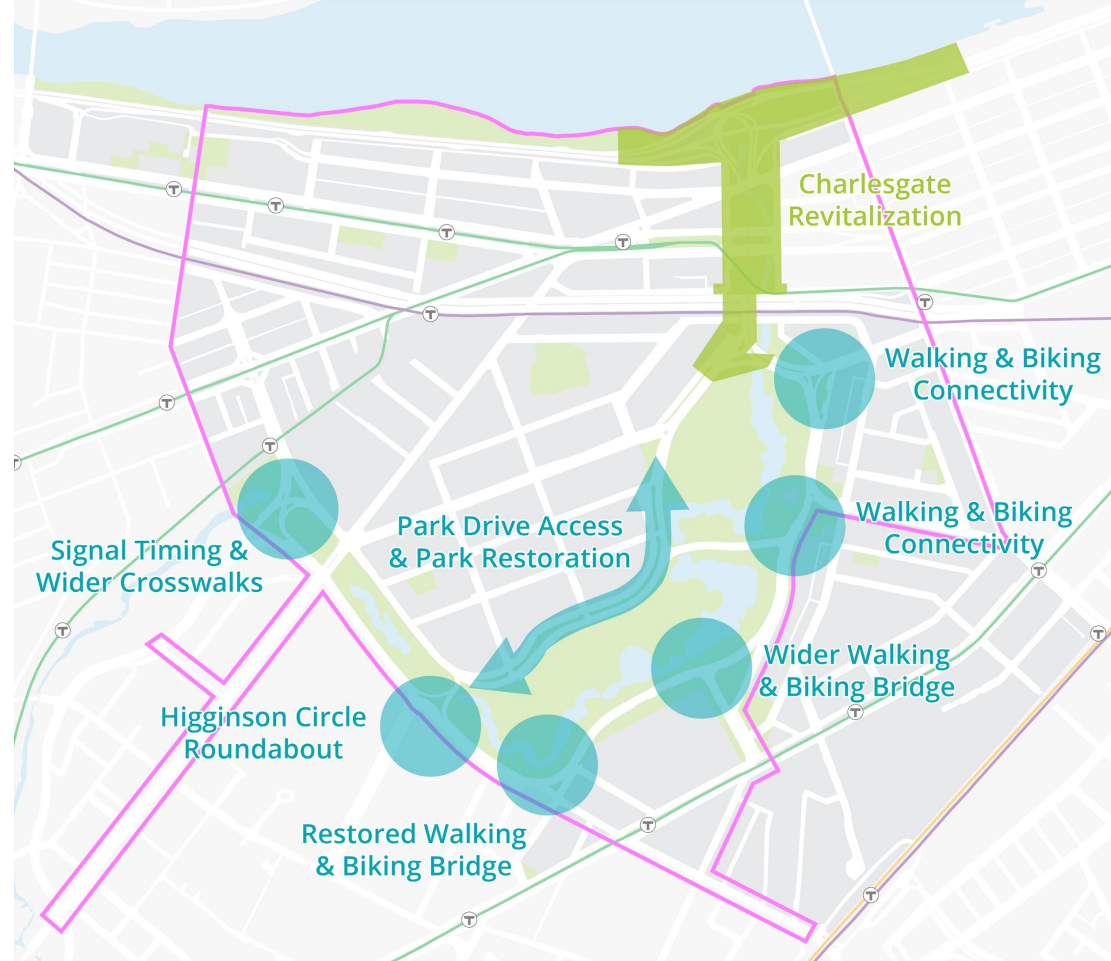 T
T
T
T
Charlesgate
Revitalization
T
T
Walking & Biking
Connectivity
T
T
T
Walking & Biking
Connectivity
Park Drive Access
& Park Restoration
Signal Timing &
Wider Crosswalks
T
T
T
Wider Walking
& Biking Bridge
T
Higginson Circle
Roundabout
T
Restored Walking
& Biking Bridge
T
T